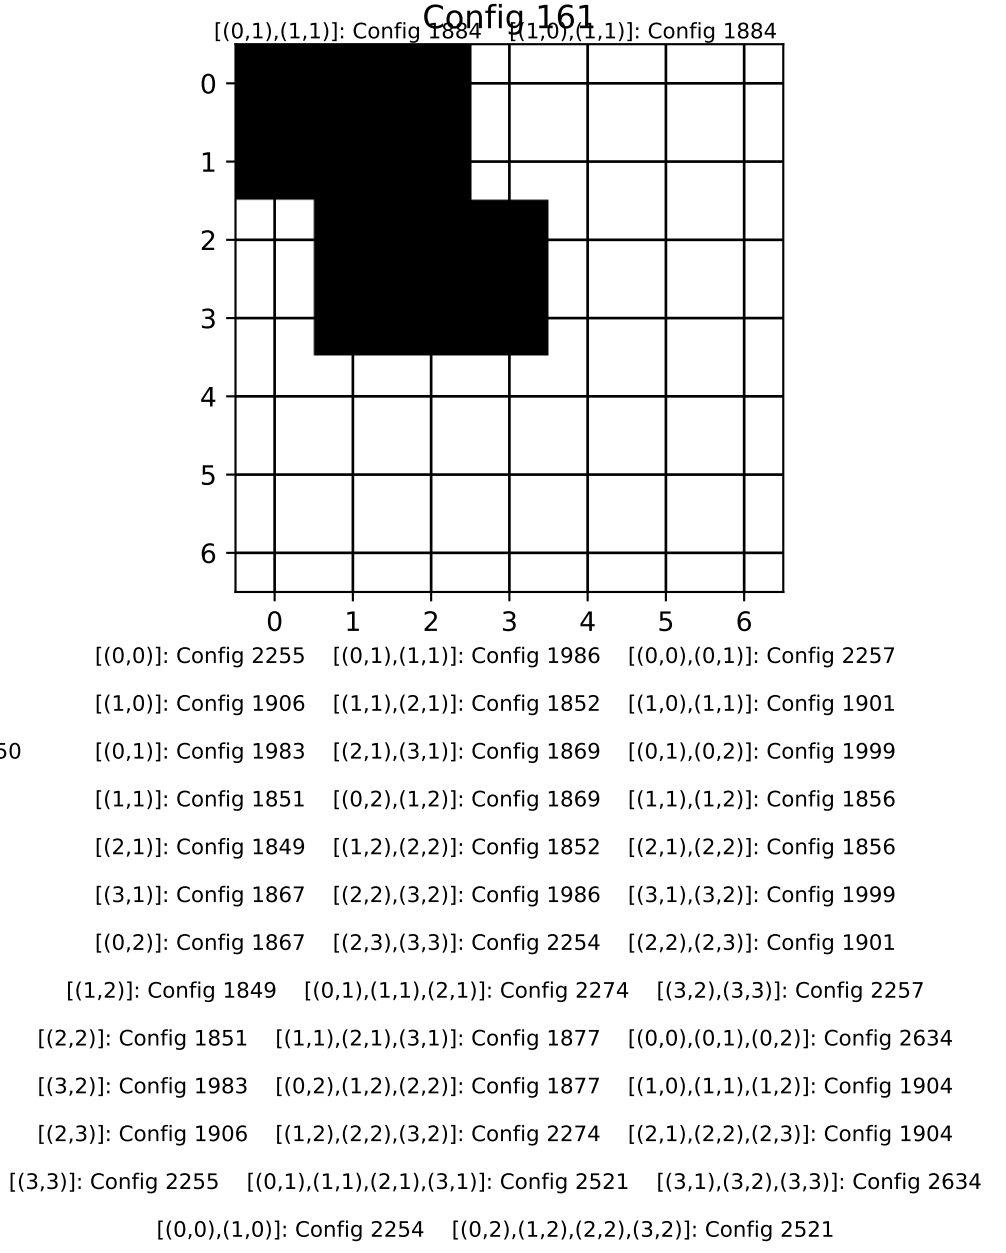 Config 161
[(0,1),(1,1)]: Config 1884 [(1,0),(1,1)]: Config 1884
0
1
2
3
4
5
6
0 1 2 3 4 5 6
[(0,0)]: Config 2255 [(0,1),(1,1)]: Config 1986 [(0,0),(0,1)]: Config 2257
[(1,0)]: Config 1906 [(1,1),(2,1)]: Config 1852 [(1,0),(1,1)]: Config 1901
50 [(0,1)]: Config 1983 [(2,1),(3,1)]: Config 1869 [(0,1),(0,2)]: Config 1999
[(1,1)]: Config 1851 [(0,2),(1,2)]: Config 1869 [(1,1),(1,2)]: Config 1856
[(2,1)]: Config 1849 [(1,2),(2,2)]: Config 1852 [(2,1),(2,2)]: Config 1856
[(3,1)]: Config 1867 [(2,2),(3,2)]: Config 1986 [(3,1),(3,2)]: Config 1999
[(0,2)]: Config 1867 [(2,3),(3,3)]: Config 2254 [(2,2),(2,3)]: Config 1901
[(1,2)]: Config 1849 [(0,1),(1,1),(2,1)]: Config 2274 [(3,2),(3,3)]: Config 2257
[(2,2)]: Config 1851 [(1,1),(2,1),(3,1)]: Config 1877 [(0,0),(0,1),(0,2)]: Config 2634
[(3,2)]: Config 1983 [(0,2),(1,2),(2,2)]: Config 1877 [(1,0),(1,1),(1,2)]: Config 1904
[(2,3)]: Config 1906 [(1,2),(2,2),(3,2)]: Config 2274 [(2,1),(2,2),(2,3)]: Config 1904
[(3,3)]: Config 2255 [(0,1),(1,1),(2,1),(3,1)]: Config 2521 [(3,1),(3,2),(3,3)]: Config 2634
[(0,0),(1,0)]: Config 2254 [(0,2),(1,2),(2,2),(3,2)]: Config 2521